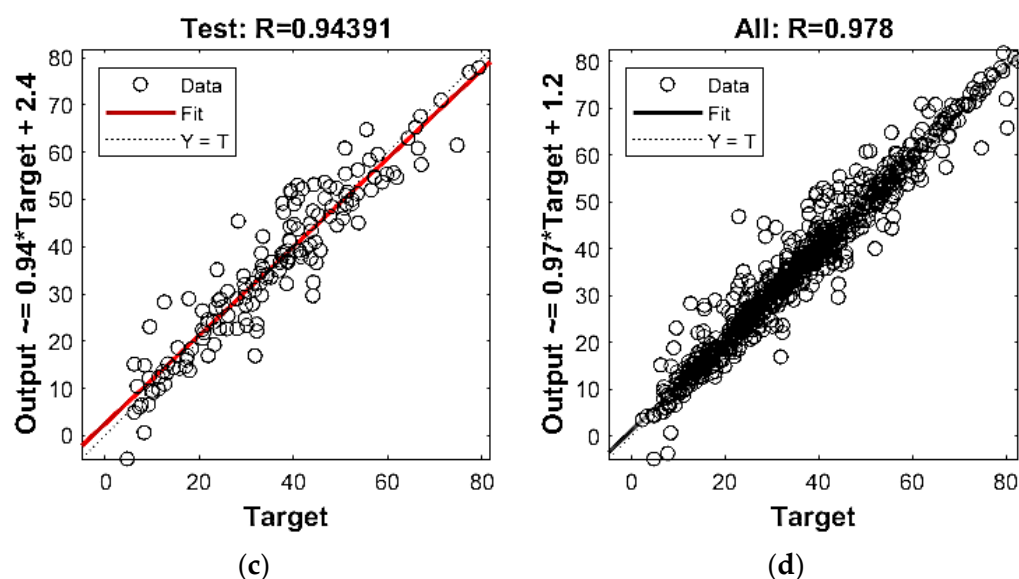 Test: R=0.94391
Output ~= 0.94*Target + 2.4
80
70
60
50
40
30
20
10
0
Data
Fit
Y = T
0 20 40 60 80
Target
(c)
All: R=0.978
Output ~= 0.97*Target + 1.2
80
70
60
50
40
30
20
10
0
Data
Fit
Y = T
0 20 40 60 80
Target
(d)